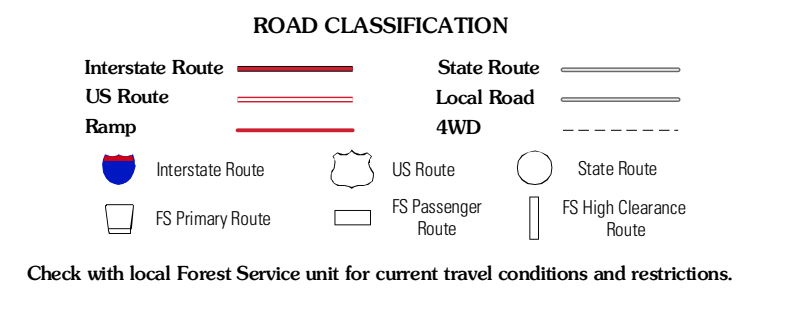 ROAD CLASSIFICATION
Interstate Route
State Route
US Route
Local Road
Ramp
4WD
Interstate Route
US Route
State Route
FS Primary Route
FS Passenger
Route
FS High Clearance
Route
Check with local Forest Service unit for current travel conditions and restrictions.